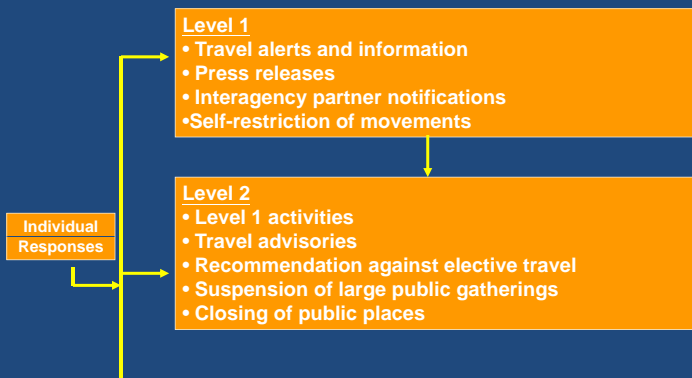 Level 1
• Travel alerts and information
• Press releases
• Interagency partner notifications
•Self-restriction of movements
Individual
Responses
Level 2
• Level 1 activities
• Travel advisories
• Recommendation against elective travel
• Suspension of large public gatherings
• Closing of public places